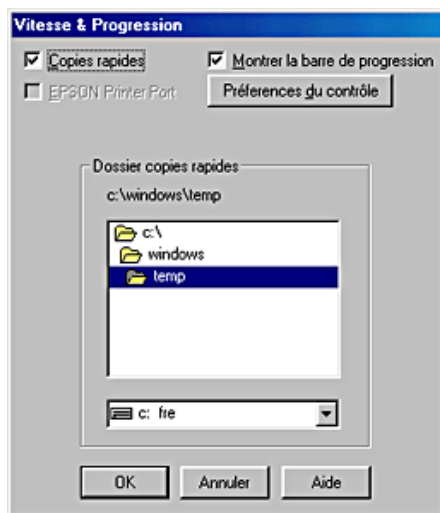 Vitesse & Progression
Copies rapides
Montrer la barre de progression
EPSON Printer Port
Préferences du contrôle
Dossier copies rapides
c:\windows\temp
c:\
windows
temp
c: fre
OK Annuler Aide